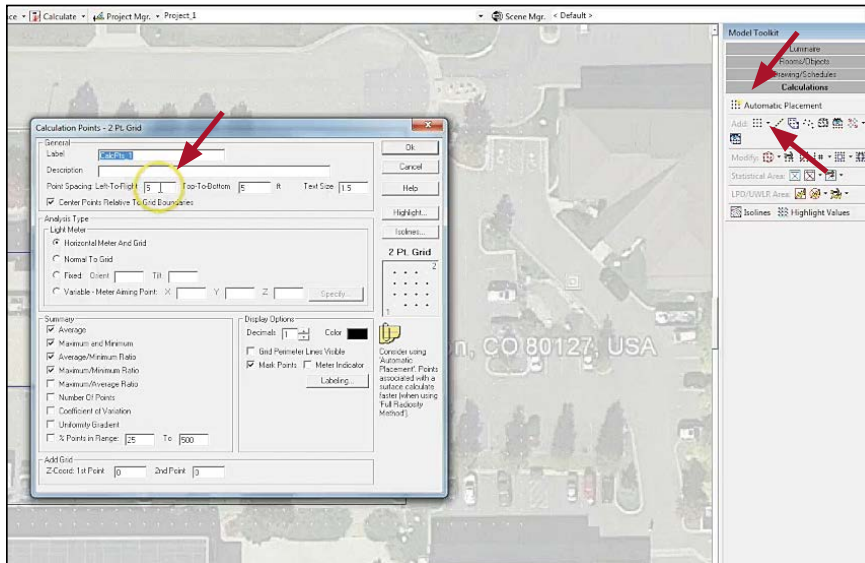 ce Calculate Project Mgr. Project_1 Scene Mgr. < Default >
Model Toolkit
Luminaire
Rooms/Objects
Drawing/Schedules
Calculations
Automatic Placement
Add:
Modify:
Statistical Area:
LPD/UWLR Area:
Isolines Highlight Values
Calculation Points - 2 Pt. Grid
General
Label CalcPts_1
Description
Point Spacing: Left-To-Right 5 Top-To-Bottom 5 ft Text Size 1.5
Center Points Relative To Grid Boundaries
Analysis Type
Light Meter
Horizontal Meter And Grid
Normal To Grid
Fixed: Orient Tilt
Variable - Meter Aiming Point: X Y Z Specify...
Summary
Average
Maximum and Minimum
Average/Minimum Ratio
Maximum/Minimum Ratio
Maximum/Average Ratio
Number Of Points
Coefficient of Variation
Uniformity Gradient
% Points in Range: 25 To 500
Display Options
Decimals 1 Color
Grid Perimeter Lines Visible
Mark Points Meter Indicator
Labeling...
Add Grid
Z-Coord: 1st Point 0 2nd Point 0
Ok
Cancel
Help
Highlight...
Isolines...
2 Pt. Grid
2
1
Consider using
'Automatic
Placement'. Points
associated with a
surface calculate
faster (when using
'Full Radiosity
Method').
n, CO 80127, USA